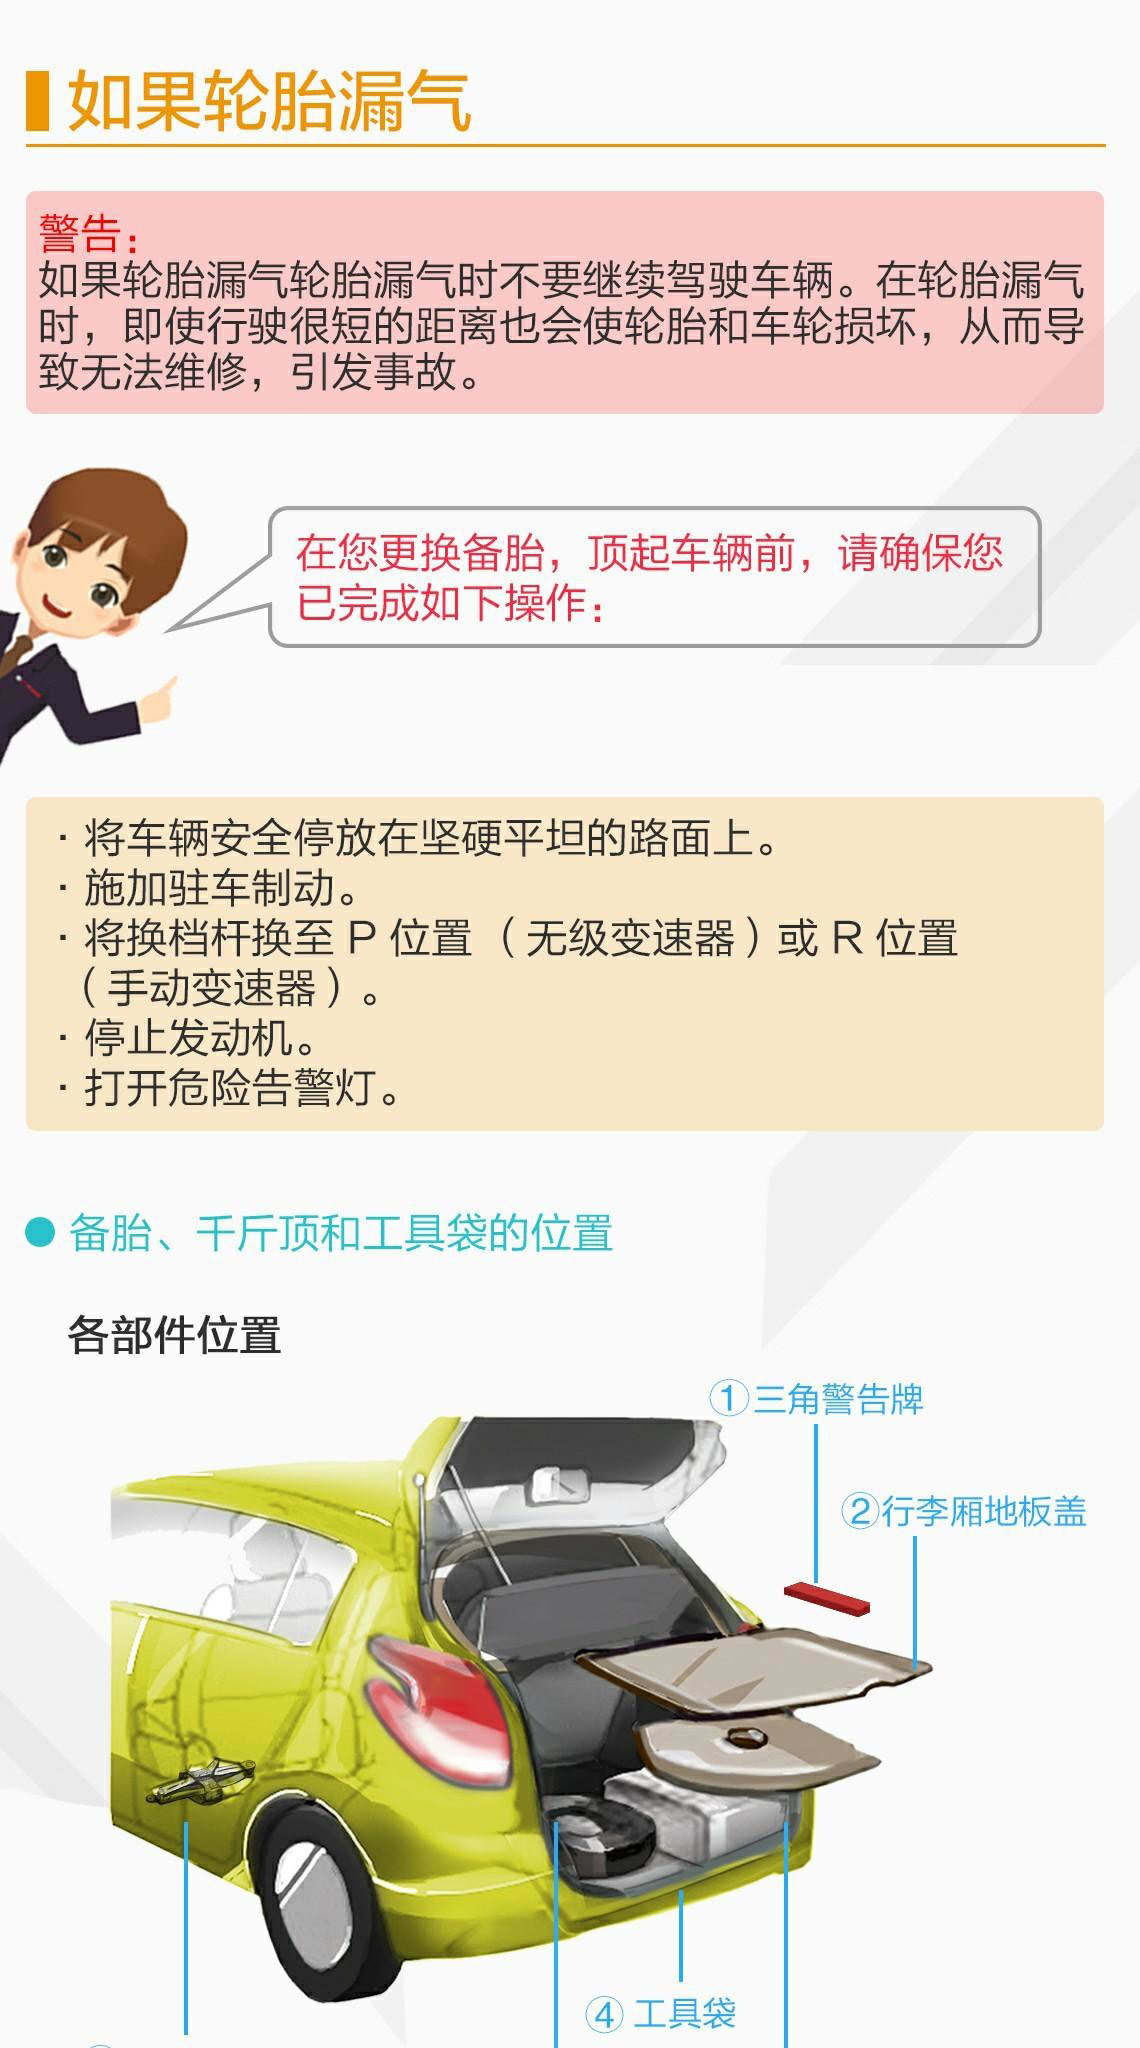 如果轮胎漏气
警告：
如果轮胎漏气轮胎漏气时不要继续驾驶车辆。在轮胎漏气
时，即使行驶很短的距离也会使轮胎和车轮损坏，从而导
致无法维修，引发事故。
在您更换备胎，顶起车辆前，请确保您
已完成如下操作：
· 将车辆安全停放在坚硬平坦的路面上。
· 施加驻车制动。
· 将换档杆换至 P 位置 （无级变速器）或 R 位置
（手动变速器）。
· 停止发动机。
· 打开危险告警灯。
备胎、千斤顶和工具袋的位置
各部件位置
①三角警告牌
②行李厢地板盖
④ 工具袋